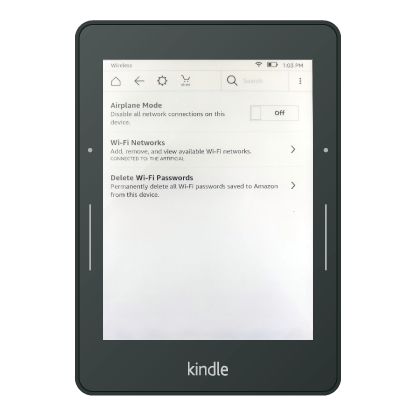 Wireless 1:03 PM
Search
Airplane Mode
Disable all network connections on this
device.
Off
Wi-Fi Networks
Add, remove, and view available Wi-Fi networks.
CONNECTED TO: THE ARTIFICIAL
Delete Wi-Fi Passwords
Permanently delete all Wi-Fi passwords saved to Amazon
from this device.
kindle